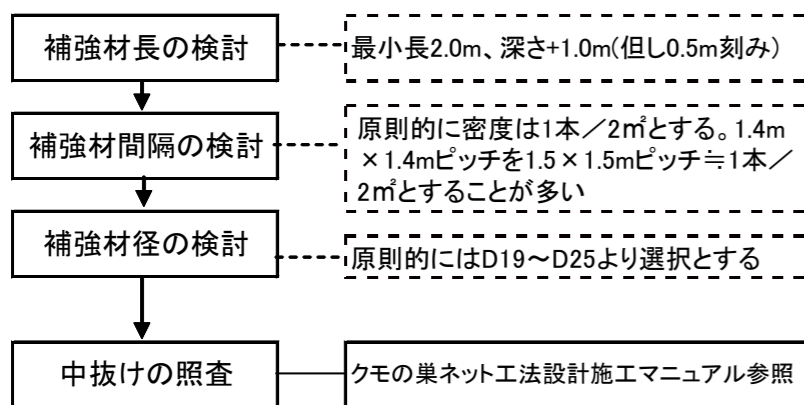 補強材長の検討
最小長2.0m、深さ+1.0m(但し0.5m刻み)
補強材間隔の検討
原則的に密度は1本／2㎡とする。1.4m
×1.4mピッチを1.5×1.5mピッチ≒1本／
2㎡とすることが多い
補強材径の検討
原則的にはD19～D25より選択とする
中抜けの照査
クモの巣ネット工法設計施工マニュアル参照